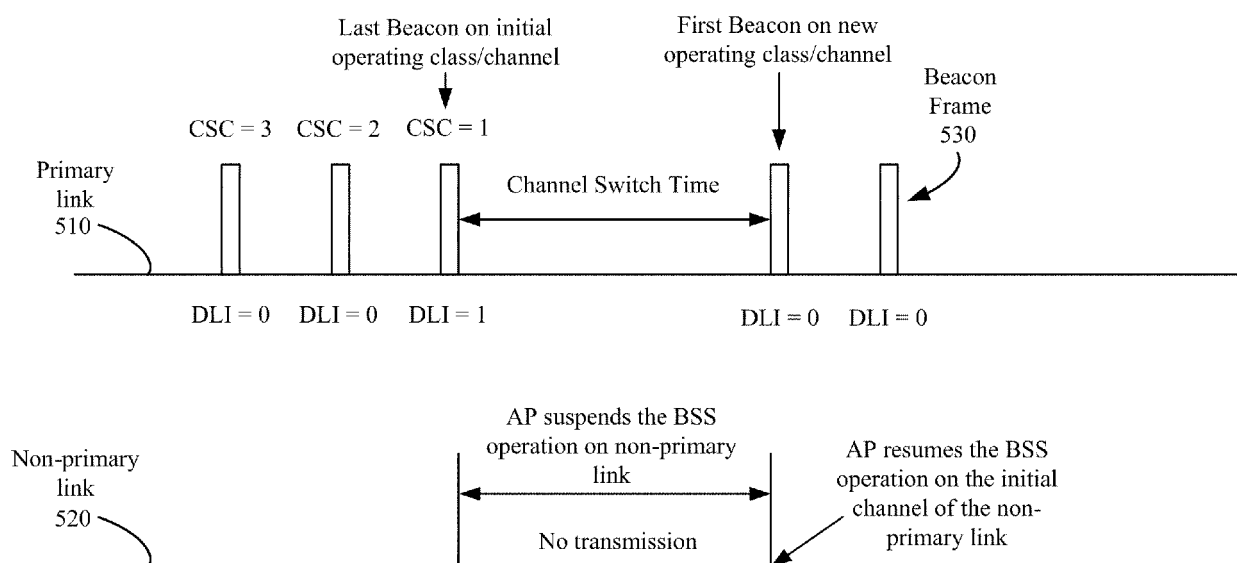 Last Beacon on initial
operating class/channel
First Beacon on new
operating class/channel
Beacon
Frame
530
CSC = 3
CSC = 2
CSC = 1
Primary
link
510
Channel Switch Time
DLI = 0
DLI = 0
DLI = 1
DLI = 0
DLI = 0
Non-primary
link
520
AP suspends the BSS
operation on non-primary
link
No transmission
AP resumes the BSS
operation on the initial
channel of the non-
primary link